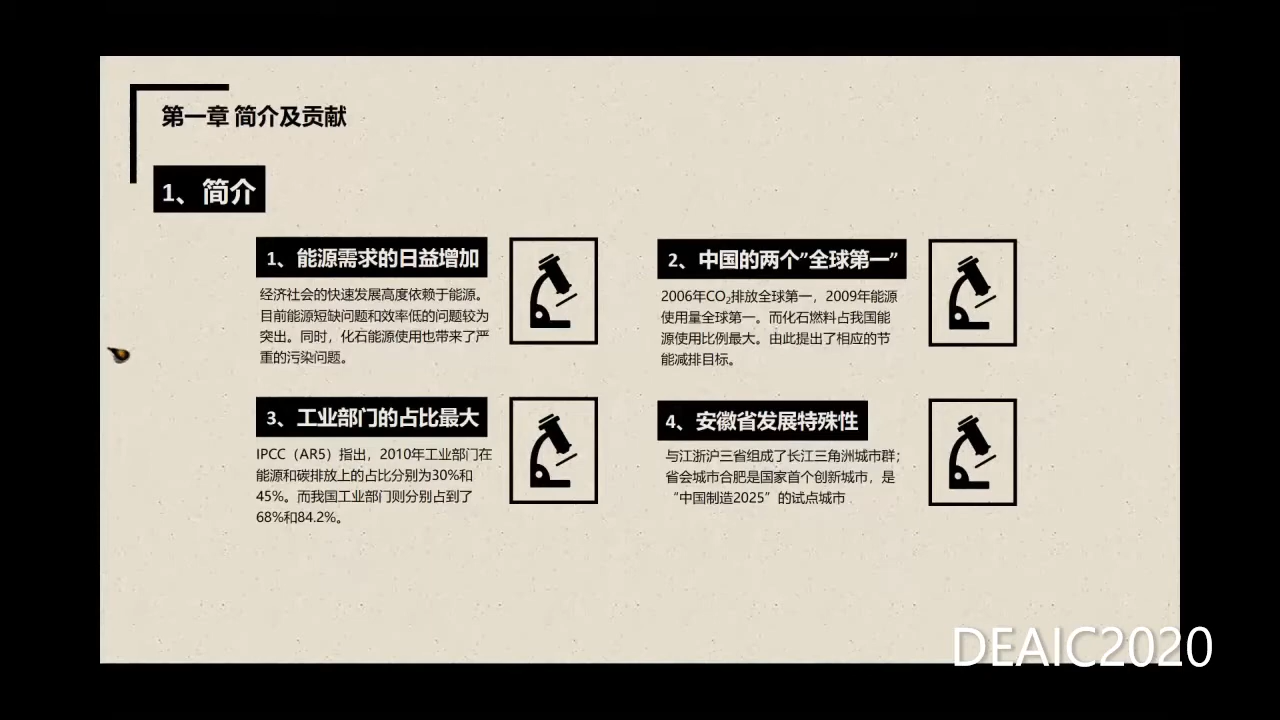 第一章 简介及贡献
1、简介
1、能源需求的日益增加
经济社会的快速发展高度依赖于能源。
目前能源短缺问题和效率低的问题较为
突出。同时，化石能源使用也带来了严
重的污染问题。
2、中国的两个”全球第一”
2006年CO₂排放全球第一，2009年能源
使用量全球第一。而化石燃料占我国能
源使用比例最大。由此提出了相应的节
能减排目标。
3、工业部门的占比最大
IPCC（AR5）指出，2010年工业部门在
能源和碳排放上的占比分别为30%和
45%。而我国工业部门则分别占到了
68%和84.2%。
4、安徽省发展特殊性
与江浙沪三省组成了长江三角洲城市群；
省会城市合肥是国家首个创新城市，是
“中国制造2025”的试点城市
DEAIC2020